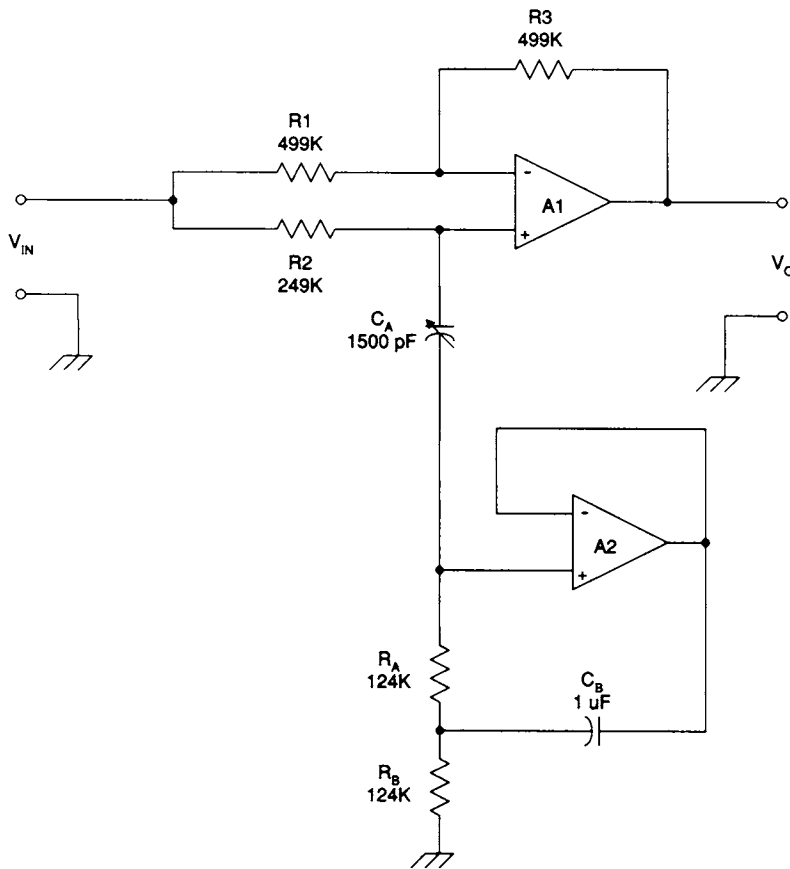 R3
499K
R1
499K
-
A1
+
R2
249K
V_IN
V_O
C_A
1500 pF
-
A2
+
R_A
124K
C_B
1 uF
R_B
124K